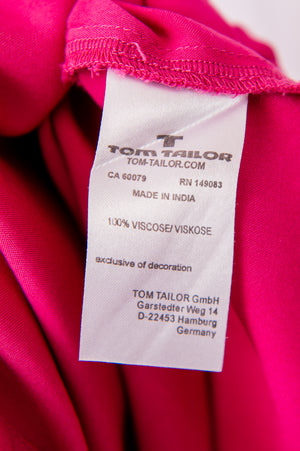 TOM TAILOR
TOM-TAILOR.COM
CA 60079 RN 149083
MADE IN INDIA
100% VISCOSE/ VISKOSE
exclusive of decoration
TOM TAILOR GmbH
Garstedter Weg 14
D-22453 Hamburg
Germany